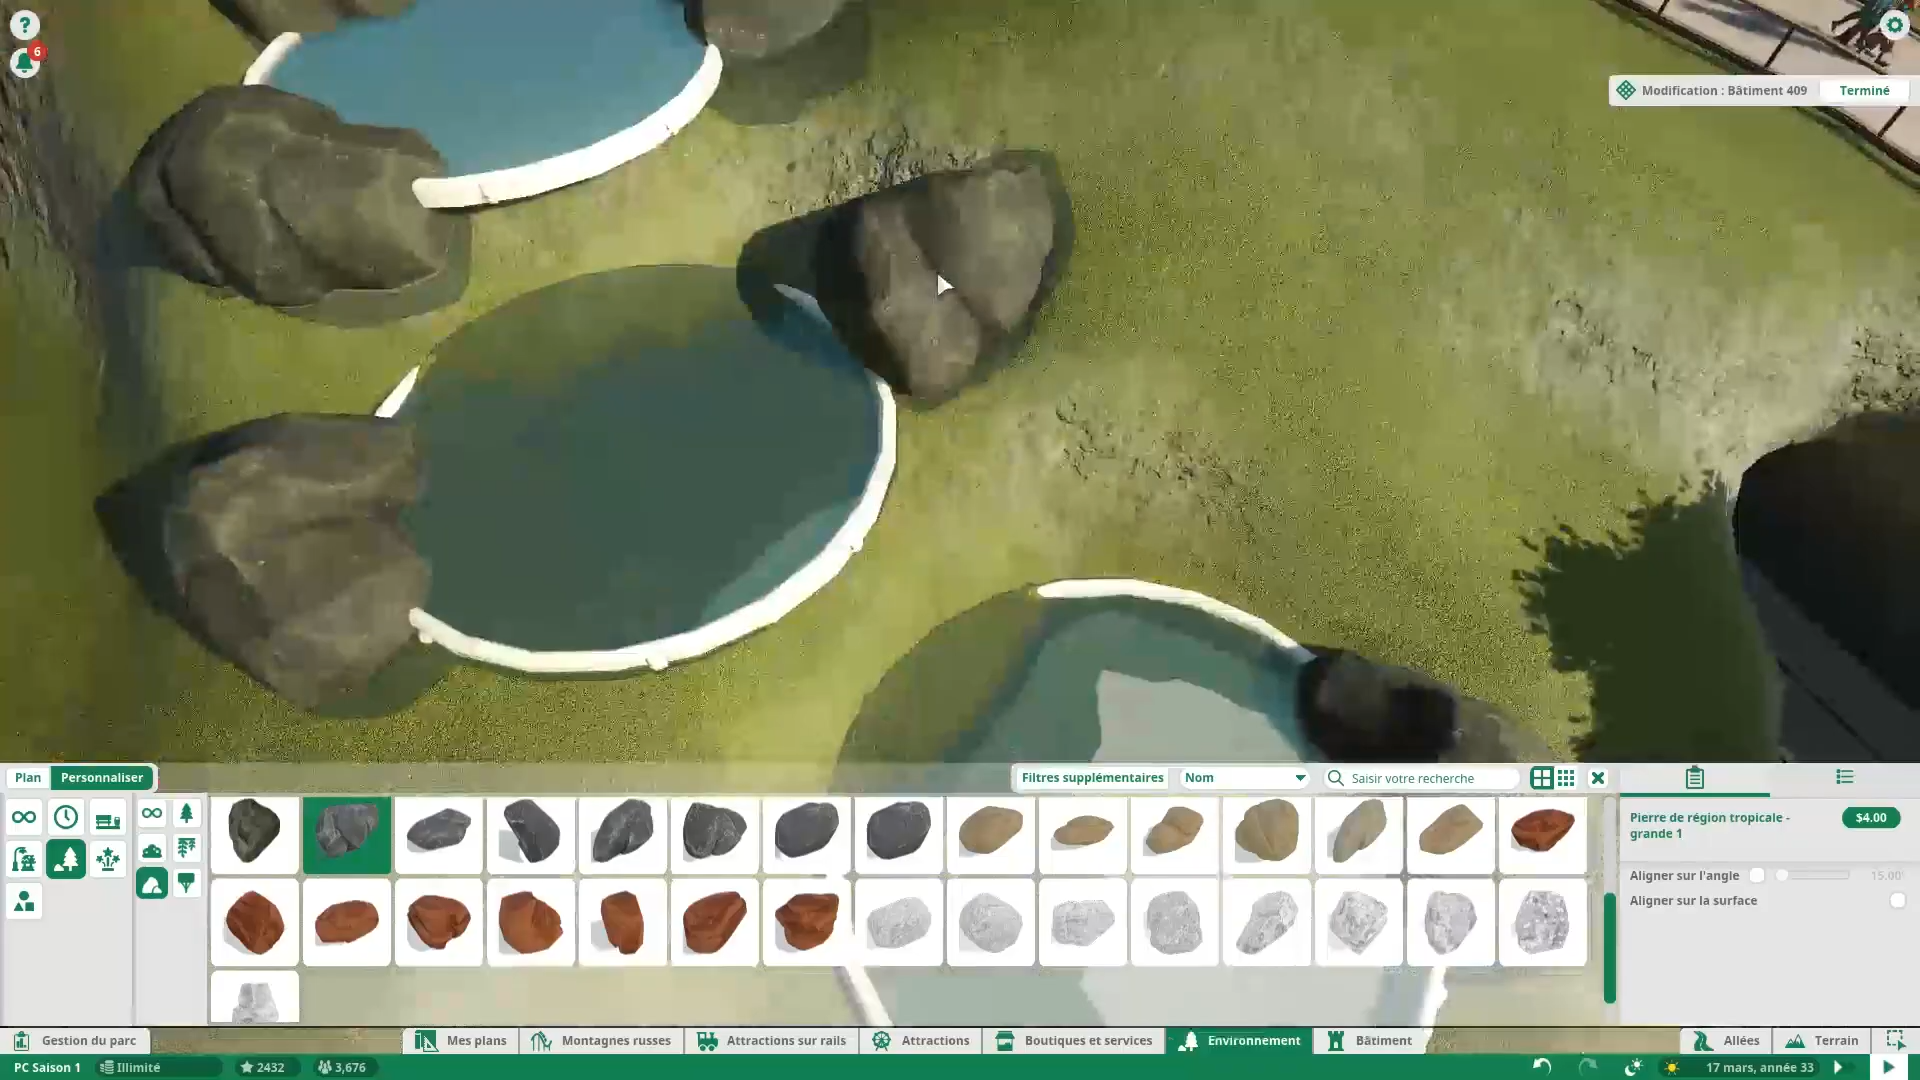 ?
6
Modification : Bâtiment 409
Terminé
Plan
Personnaliser
Filtres supplémentaires
Nom
Saisir votre recherche
Pierre de région tropicale -
grande 1
$4.00
Aligner sur l'angle
15.00°
Aligner sur la surface
Gestion du parc
Mes plans
Montagnes russes
Attractions sur rails
Attractions
Boutiques et services
Environnement
Bâtiment
Allées
Terrain
PC Saison 1
Illimité
2432
3,676
17 mars, année 33